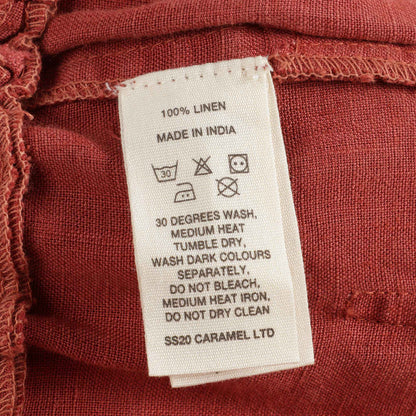 100% LINEN
MADE IN INDIA
30
30 DEGREES WASH,
MEDIUM HEAT
TUMBLE DRY,
WASH DARK COLOURS
SEPARATELY,
DO NOT BLEACH,
MEDIUM HEAT IRON,
DO NOT DRY CLEAN
SS20 CARAMEL LTD